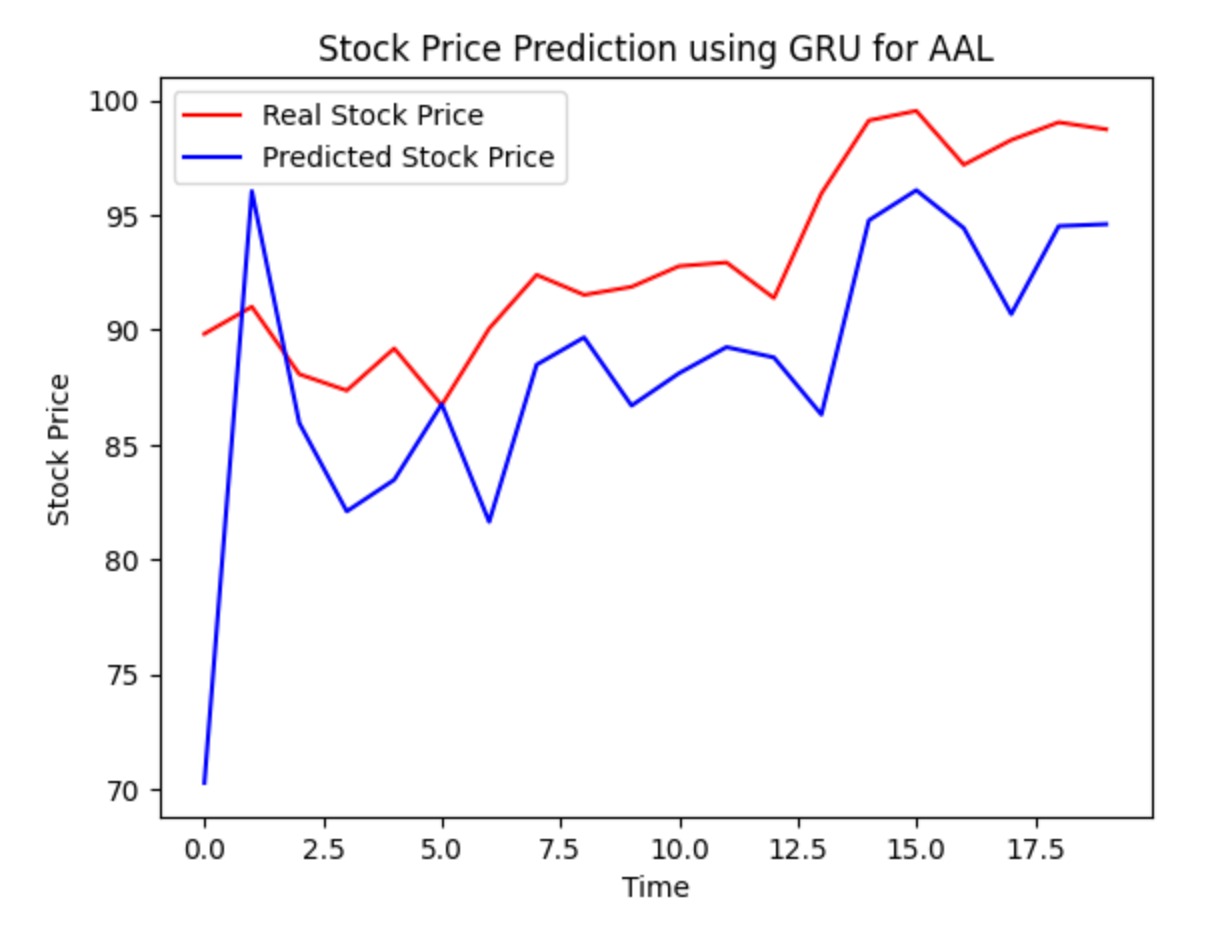 Stock Price Prediction using GRU for AAL
Real Stock Price
Predicted Stock Price
100
95
90
85
80
75
70
Stock Price
0.0 2.5 5.0 7.5 10.0 12.5 15.0 17.5
Time